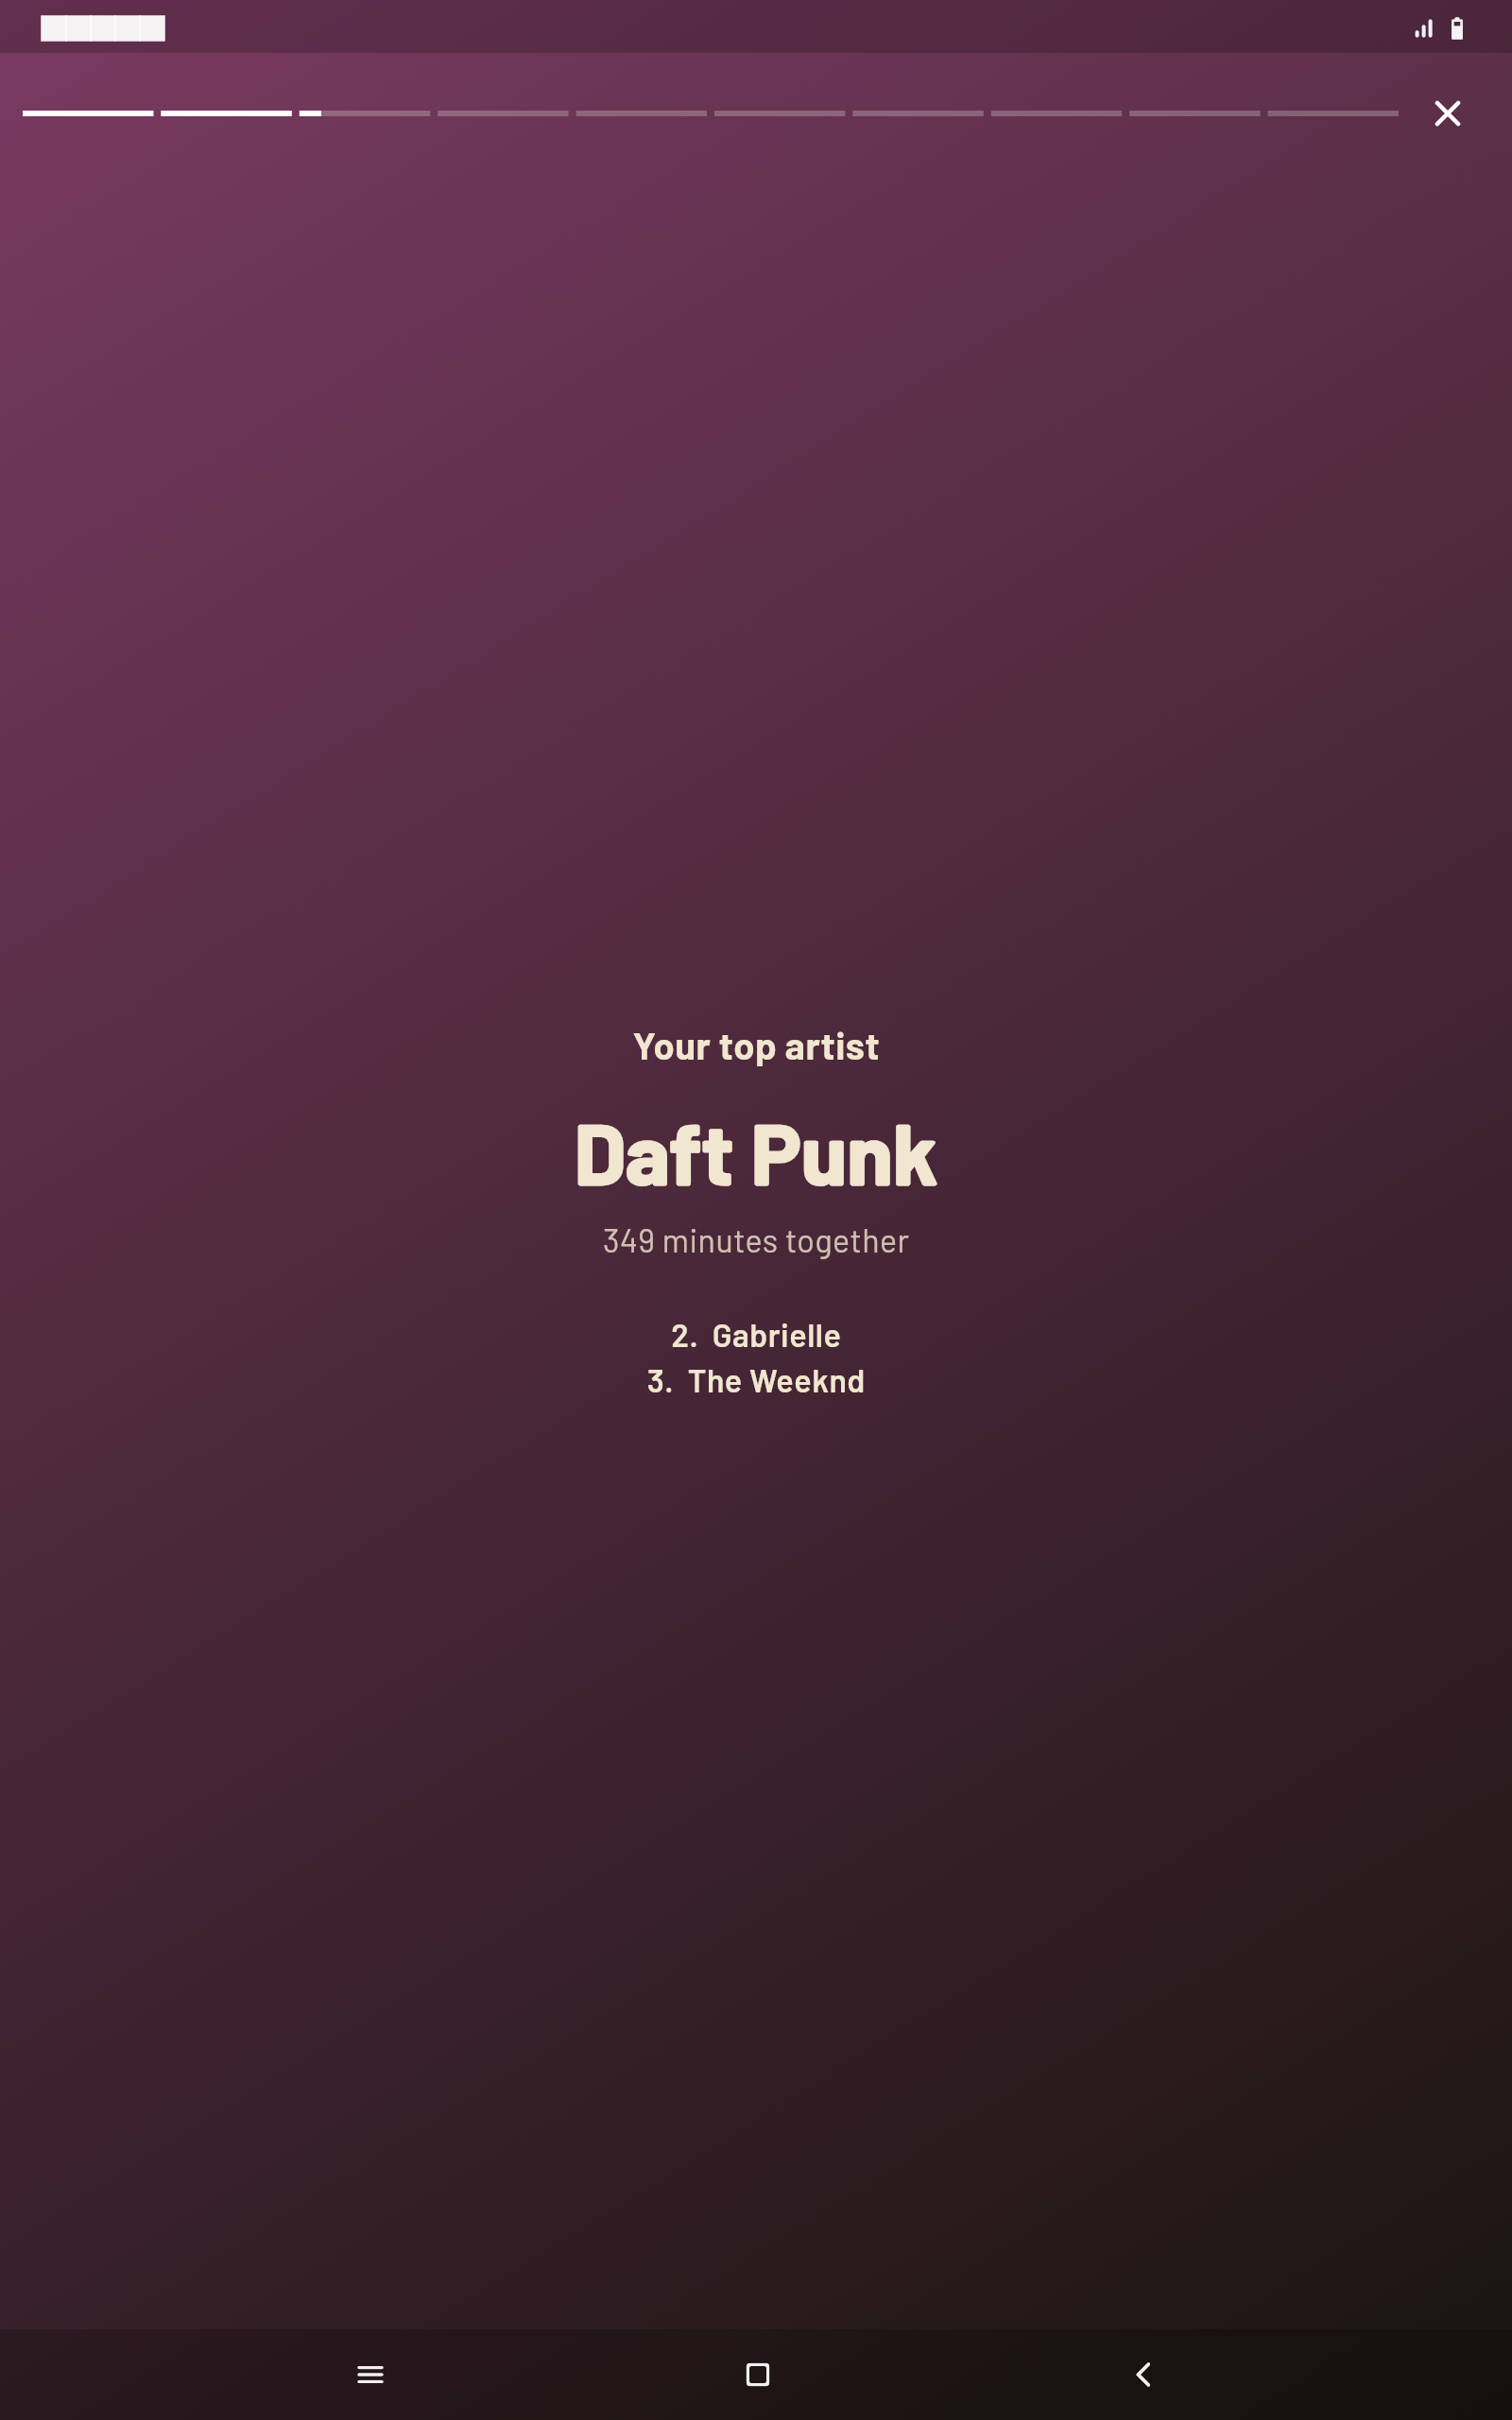 Your top artist
Daft Punk
349 minutes together
2. Gabrielle
3. The Weeknd